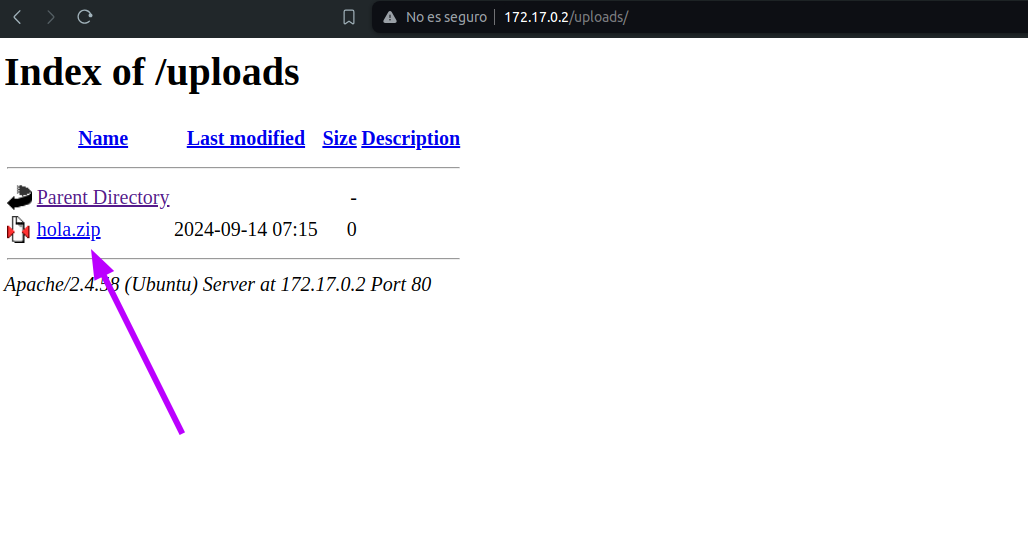 No es seguro 172.17.0.2/uploads/
Index of /uploads
Name Last modified Size Description
Parent Directory -
hola.zip 2024-09-14 07:15 0
Apache/2.4.58 (Ubuntu) Server at 172.17.0.2 Port 80